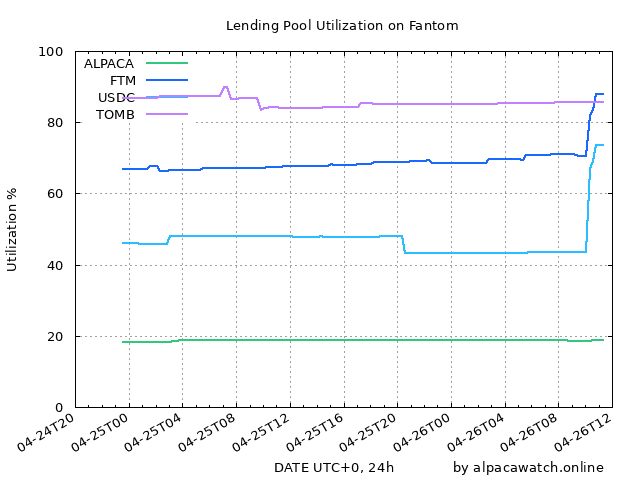 Lending Pool Utilization on Fantom
100
80
60
40
20
0
Utilization %
ALPACA
FTM
USDC
TOMB
04-24T20
04-25T00
04-25T04
04-25T08
04-25T12
04-25T16
04-25T20
04-26T00
04-26T04
04-26T08
04-26T12
DATE UTC+0, 24h
by alpacawatch.online